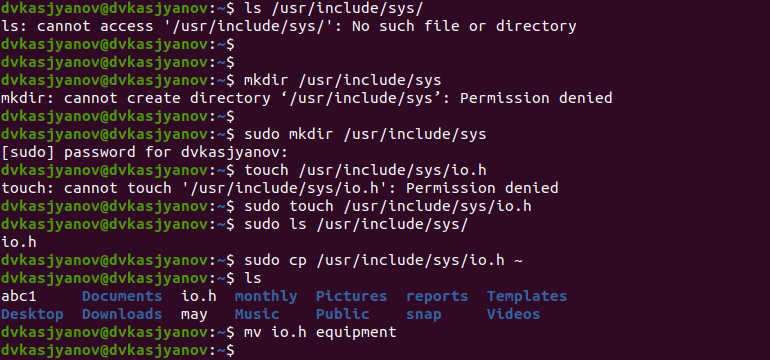 dvkasjyanov@dvkasjyanov:~$ ls /usr/include/sys/
ls: cannot access '/usr/include/sys/': No such file or directory
dvkasjyanov@dvkasjyanov:~$
dvkasjyanov@dvkasjyanov:~$
dvkasjyanov@dvkasjyanov:~$ mkdir /usr/include/sys
mkdir: cannot create directory ‘/usr/include/sys’: Permission denied
dvkasjyanov@dvkasjyanov:~$
dvkasjyanov@dvkasjyanov:~$ sudo mkdir /usr/include/sys
[sudo] password for dvkasjyanov:
dvkasjyanov@dvkasjyanov:~$ touch /usr/include/sys/io.h
touch: cannot touch '/usr/include/sys/io.h': Permission denied
dvkasjyanov@dvkasjyanov:~$ sudo touch /usr/include/sys/io.h
dvkasjyanov@dvkasjyanov:~$ sudo ls /usr/include/sys/
io.h
dvkasjyanov@dvkasjyanov:~$ sudo cp /usr/include/sys/io.h ~
dvkasjyanov@dvkasjyanov:~$ ls
abc1     Documents  io.h  monthly  Pictures  reports  Templates
Desktop  Downloads  may   Music    Public    snap     Videos
dvkasjyanov@dvkasjyanov:~$ mv io.h equipment
dvkasjyanov@dvkasjyanov:~$